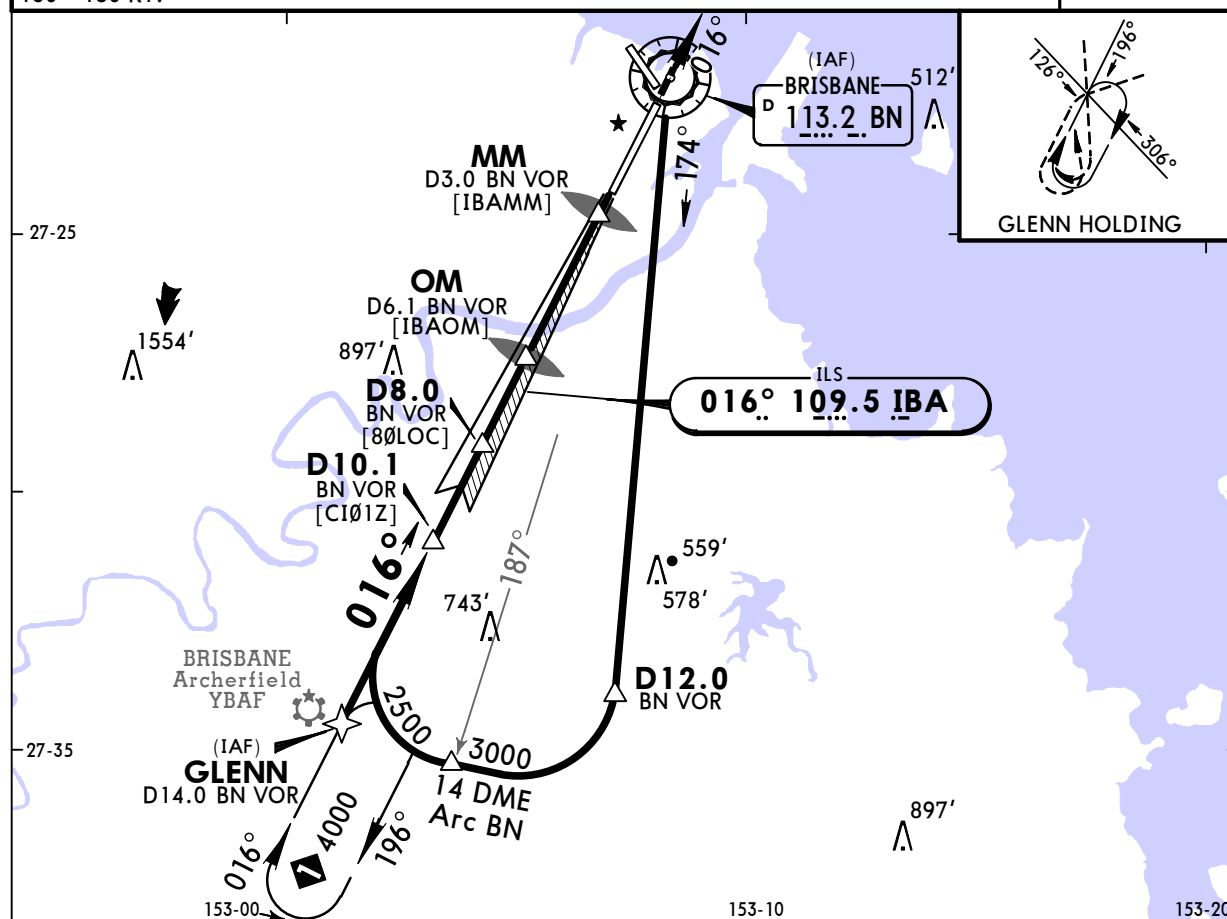 016°
(IAF)
BRISBANE
D 113.2 BN
512'
126°
196°
306°
GLENN HOLDING
174°
MM
D3.0 BN VOR
[IBAMM]
27-25
OM
D6.1 BN VOR
[IBAOM]
1554'
897'
D8.0
BN VOR
[8Ø LOC]
ILS
016° 109.5 IBA
D10.1
BN VOR
[CIØ1Z]
016°
187°
559'
578'
743'
BRISBANE
Archerfield
YBAF
D12.0
BN VOR
2500
3000
27-35
(IAF)
GLENN
D14.0 BN VOR
14 DME
Arc BN
016°
1
4000
196°
897'
153-00
153-10
153-20